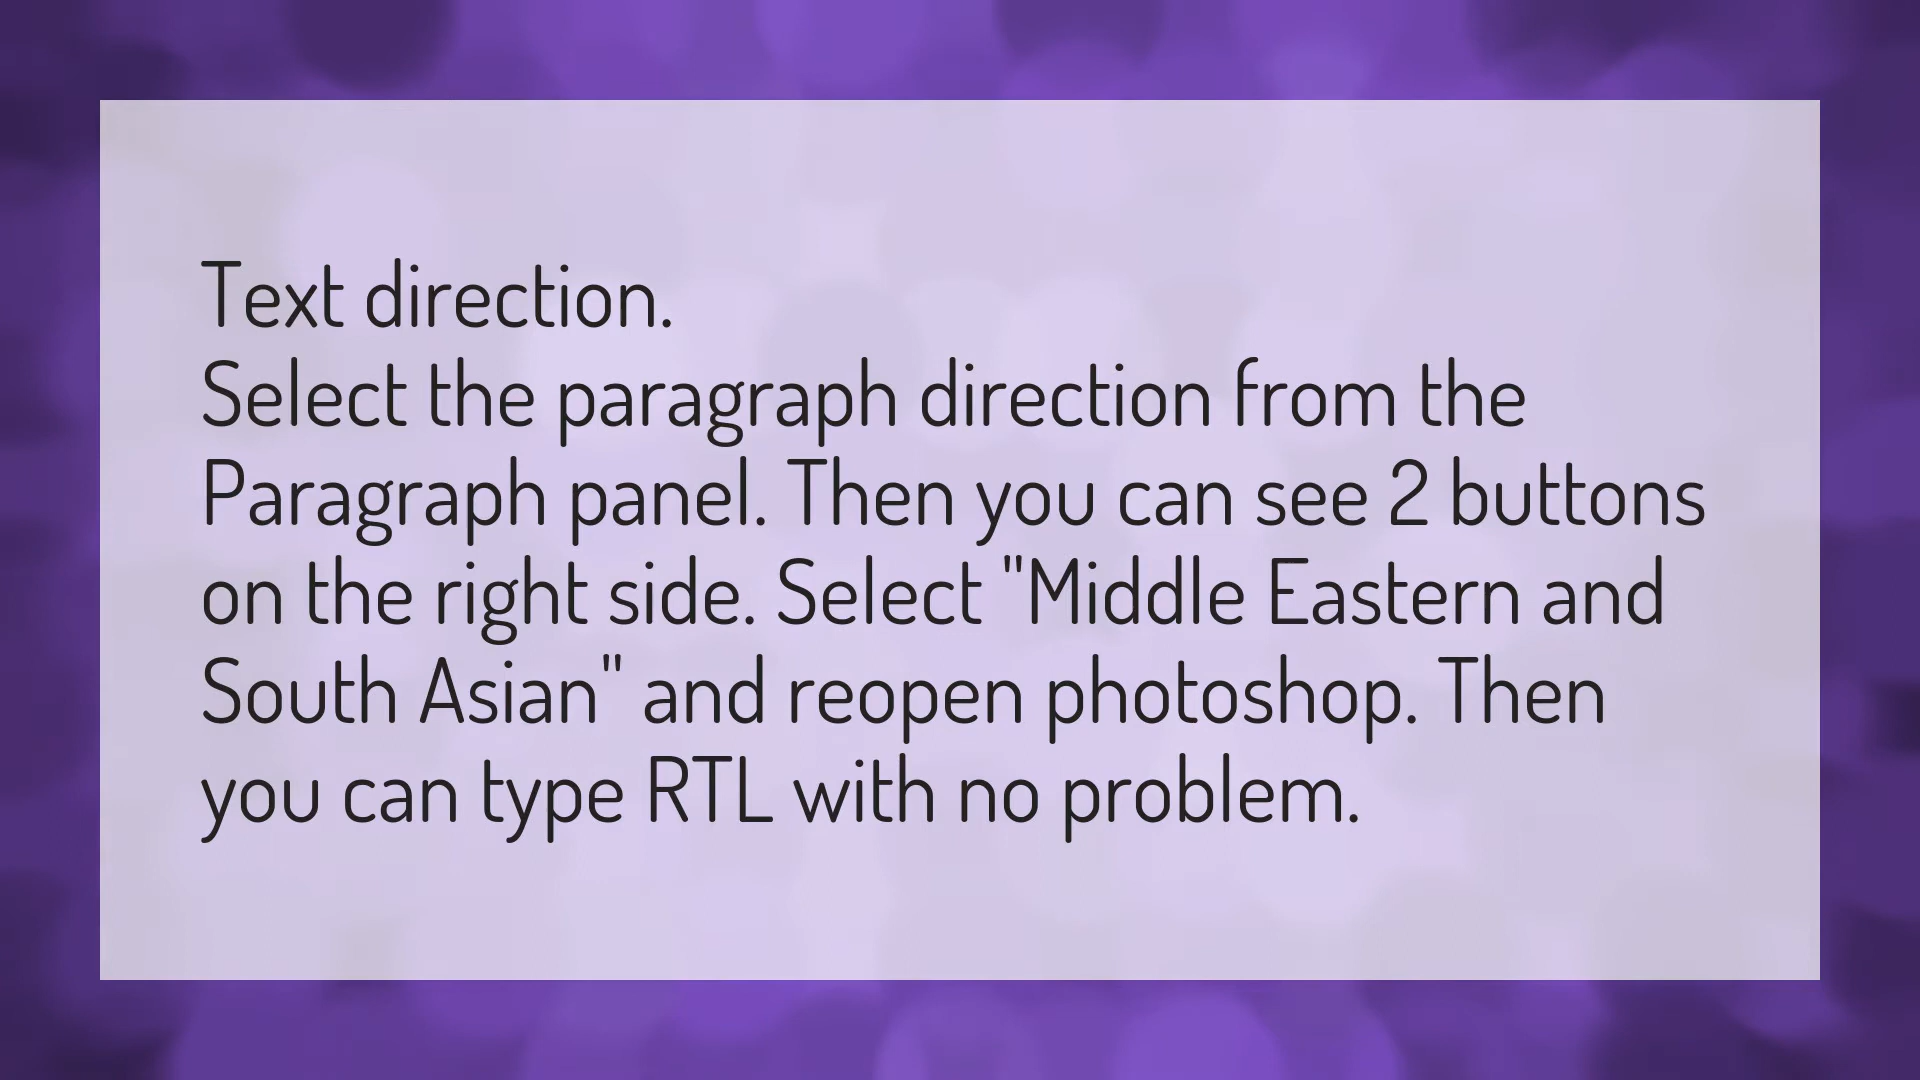 Text direction.
Select the paragraph direction from the
Paragraph panel. Then you can see 2 buttons
on the right side. Select "Middle Eastern and
South Asian" and reopen photoshop. Then
you can type RTL with no problem.